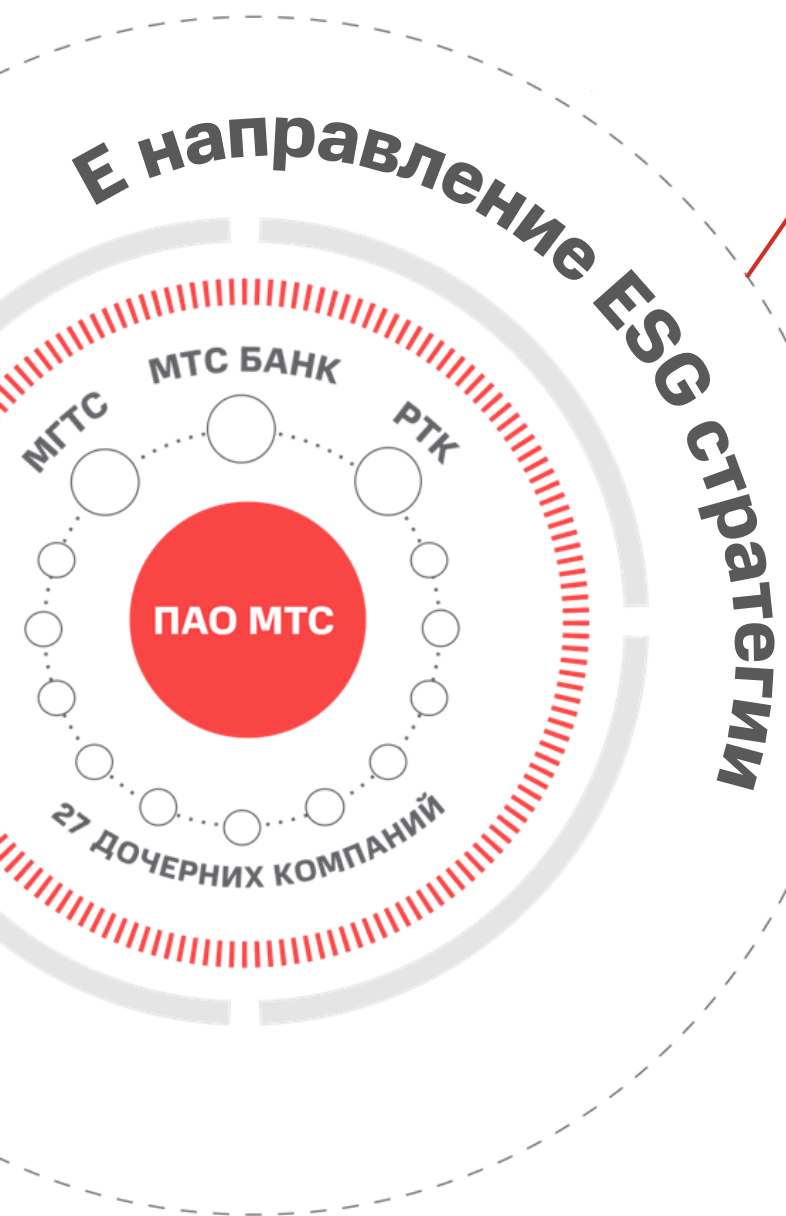 Е направление ESG стратегии
МТС БАНК
МГТС
РТК
ПАО МТС
27 ДОЧЕРНИХ КОМПАНИЙ